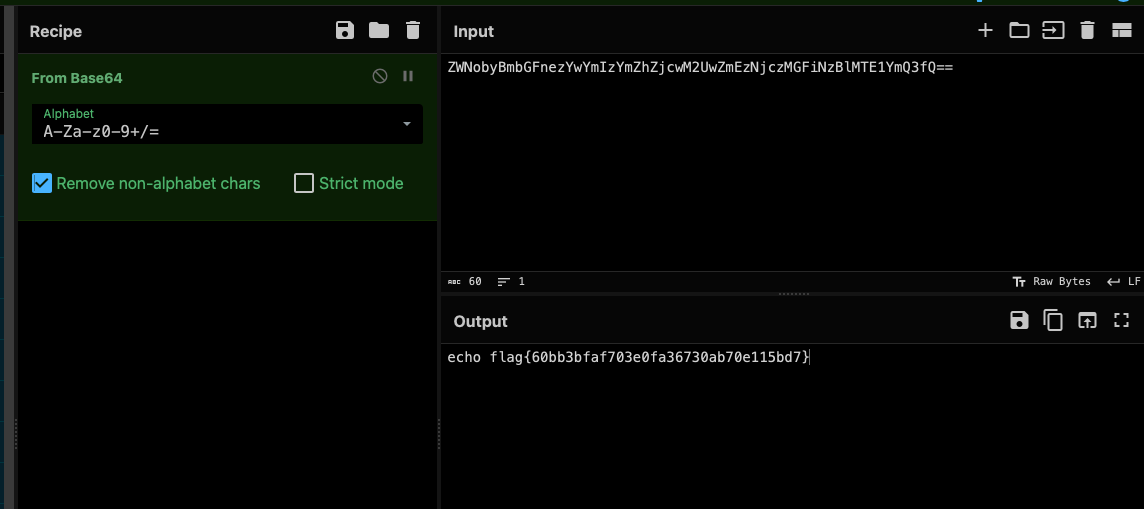 Recipe
From Base64
Alphabet
A-Za-z0-9+/=
Remove non-alphabet chars
Strict mode
Input
ZWNobyBmbGFnezYwYmIzYmZhZjcwM2UwZmEzNjczMGFiNzBlMTE1YmQ3fQ==
ABC 60
1
Tt Raw Bytes
LF
Output
echo flag{60bb3bfaf703e0fa36730ab70e115bd7}